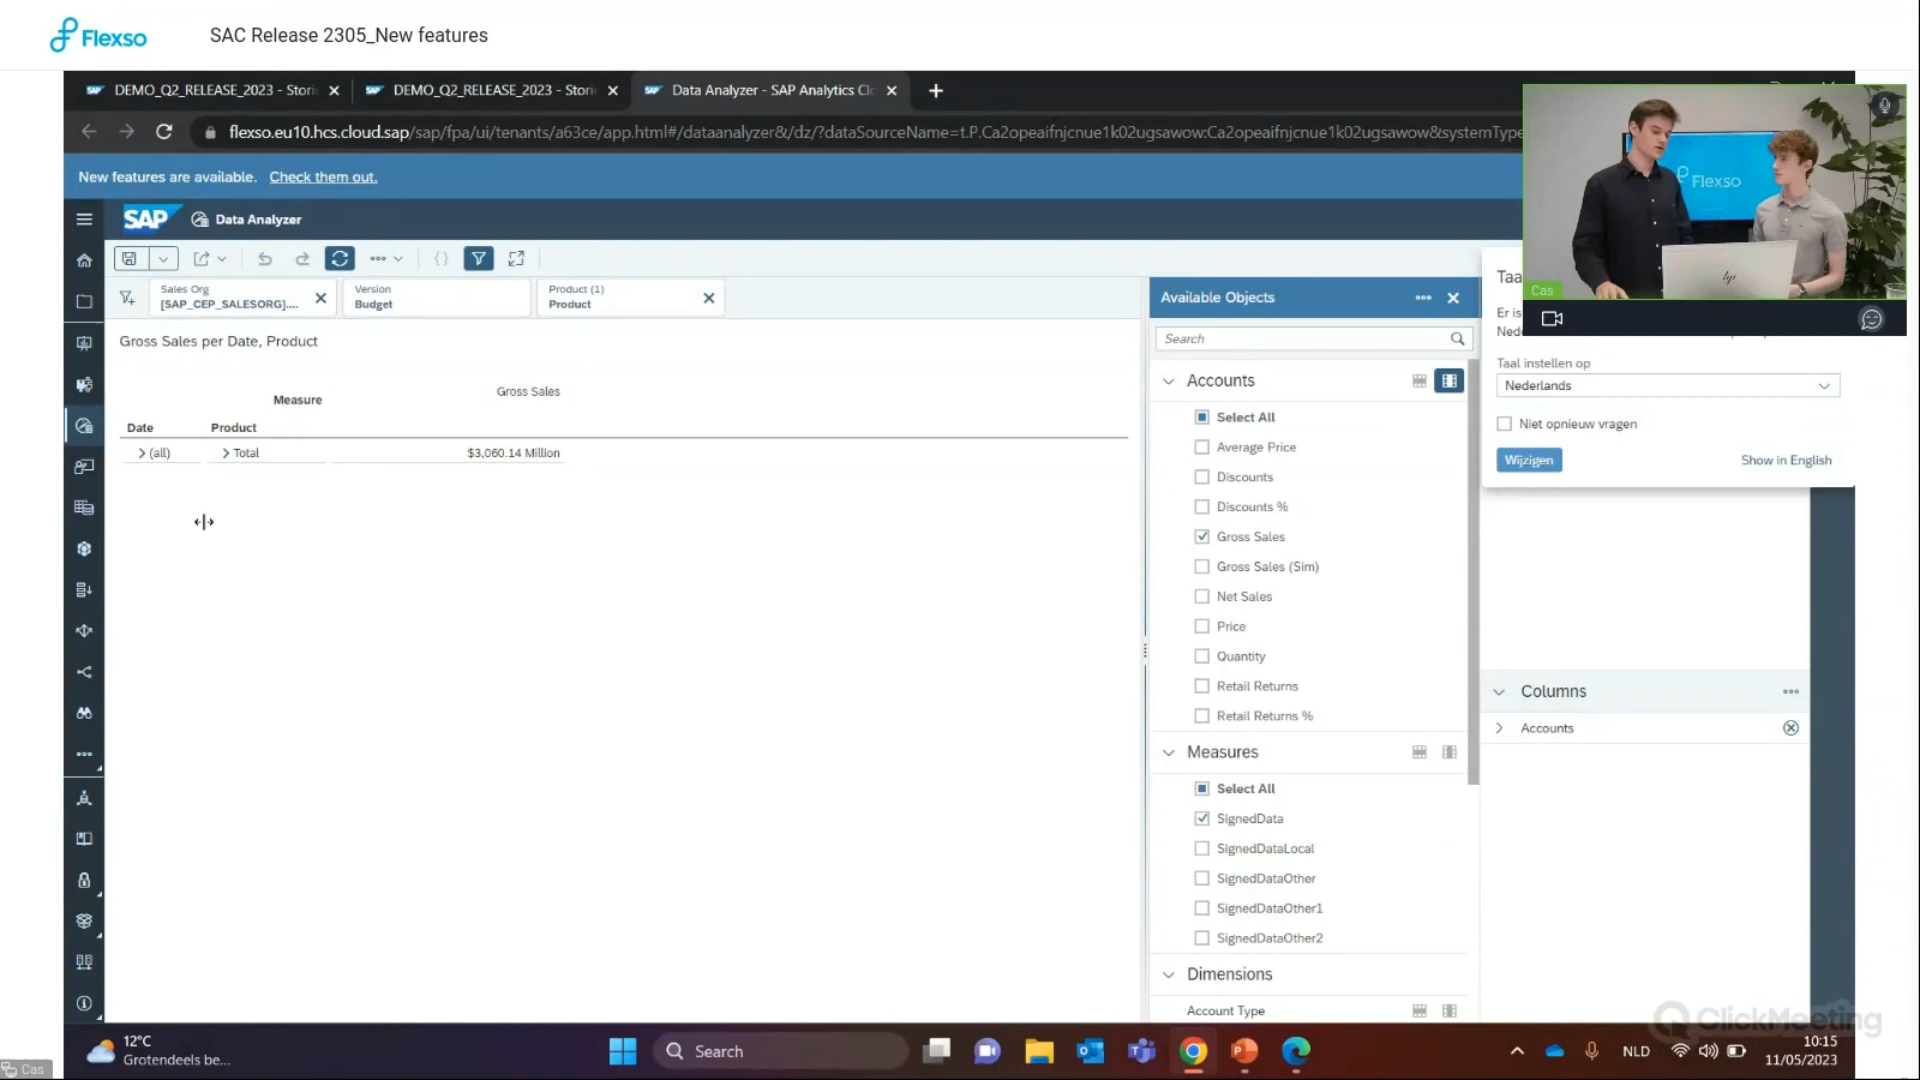 Flexso
SAC Release 2305_New features
DEMO_Q2_RELEASE_2023 - Stori
DEMO_Q2_RELEASE_2023 - Stori
Data Analyzer - SAP Analytics Clo
flexso.eu10.hcs.cloud.sap/sap/fpa/ui/tenants/a63ce/app.html#/dataanalyzer&/dz/?dataSourceName=t.P.Ca2opeaifnjcnue1k02ugsawow:Ca2opeaifnjcnue1k02ugsawow&systemType
New features are available. Check them out.
SAP Data Analyzer
Sales Org
[SAP_CEP_SALESORG]....
Version
Budget
Product (1)
Product
Gross Sales per Date, Product
Gross Sales
Measure
Date Product
(all) Total $3,060.14 Million
Available Objects
Search
Accounts
Select All
Average Price
Discounts
Discounts %
Gross Sales
Gross Sales (Sim)
Net Sales
Price
Quantity
Retail Returns
Retail Returns %
Measures
Select All
SignedData
SignedDataLocal
SignedDataOther
SignedDataOther1
SignedDataOther2
Dimensions
Account Type
Flexso
Cas
Taa
Er is
Nede
Taal instellen op
Nederlands
Niet opnieuw vragen
Wijzigen Show in English
Columns
Accounts
ClickMeeting
12°C
Grotendeels be...
Search
NLD
10:15
11/05/2023
Cas